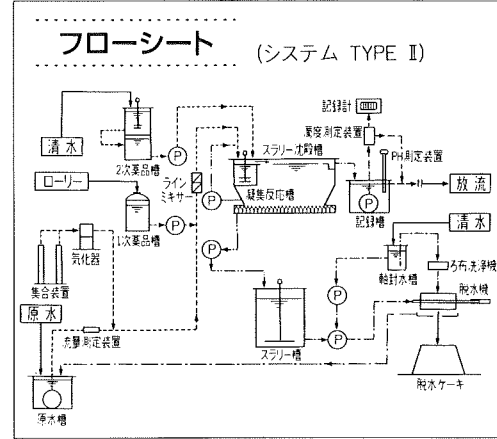 フローシート
(システム TYPE Ⅱ)
記録計
濁度測定装置
清水
2次薬品槽
P
ライン
ミキサー
スラリー沈殿槽
PH測定装置
ローリー
凝集反応槽
P
P
放流
1次薬品槽
P
記録槽
清水
気化器
P
軸封水槽
ろ布洗浄機
集合装置
脱水機
原水
P
流量測定装置
P
スラリー槽
原水槽
脱水ケーキ